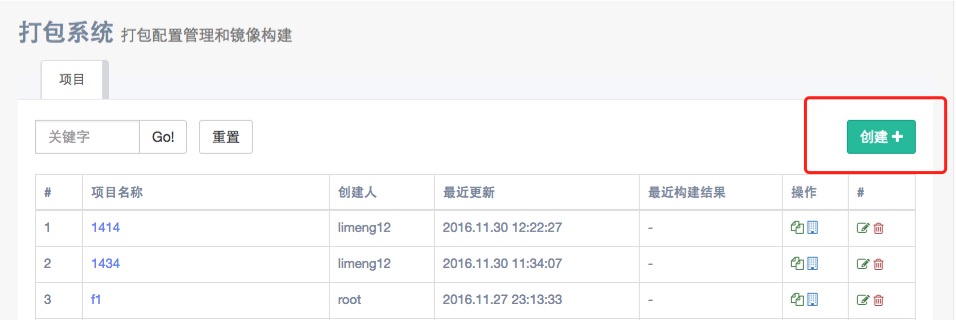 打包系统 打包配置管理和镜像构建
项目
关键字 Go! 重置 创建
# 项目名称 创建人 最近更新 最近构建结果 操作 #
1 1414 limeng12 2016.11.30 12:22:27 -
2 1434 limeng12 2016.11.30 11:34:07 -
3 f1 root 2016.11.27 23:13:33 -